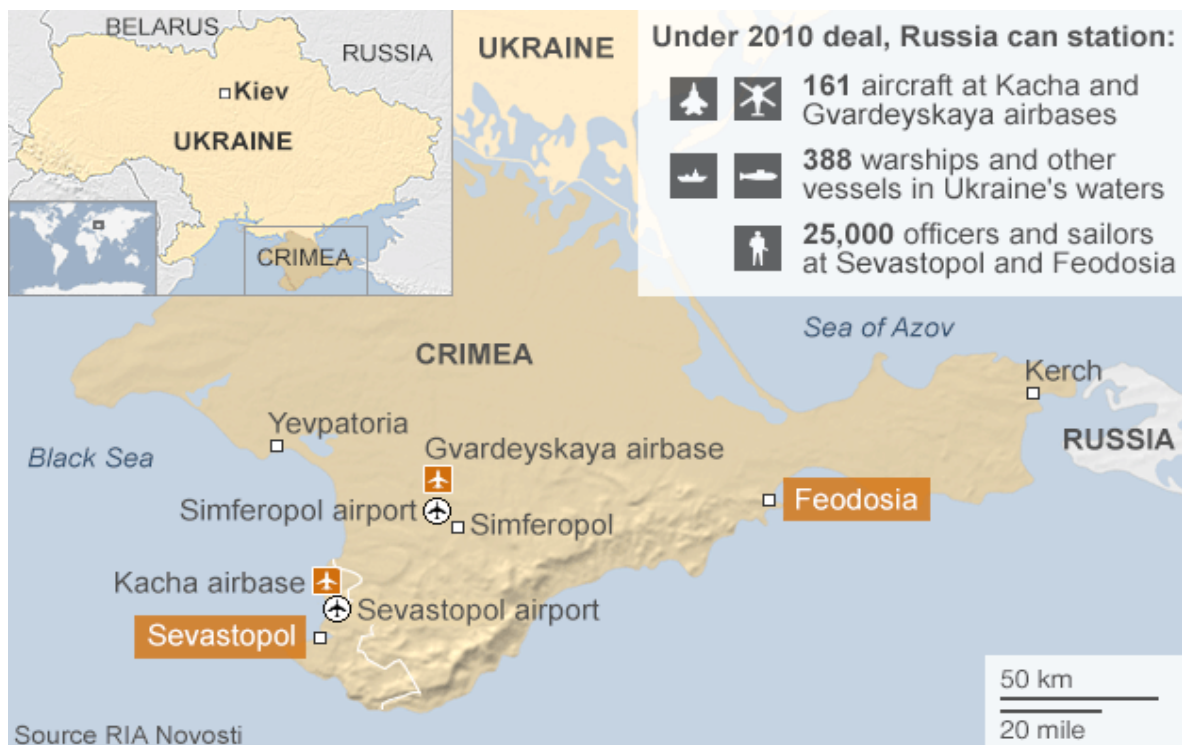 BELARUS
RUSSIA
Kiev
UKRAINE
CRIMEA
UKRAINE
Under 2010 deal, Russia can station:
161 aircraft at Kacha and
Gvardeyskaya airbases
388 warships and other
vessels in Ukraine's waters
25,000 officers and sailors
at Sevastopol and Feodosia
Sea of Azov
CRIMEA
Kerch
Yevpatoria
RUSSIA
Black Sea
Gvardeyskaya airbase
Feodosia
Simferopol airport
Simferopol
Kacha airbase
Sevastopol airport
Sevastopol
50 km
20 mile
Source RIA Novosti